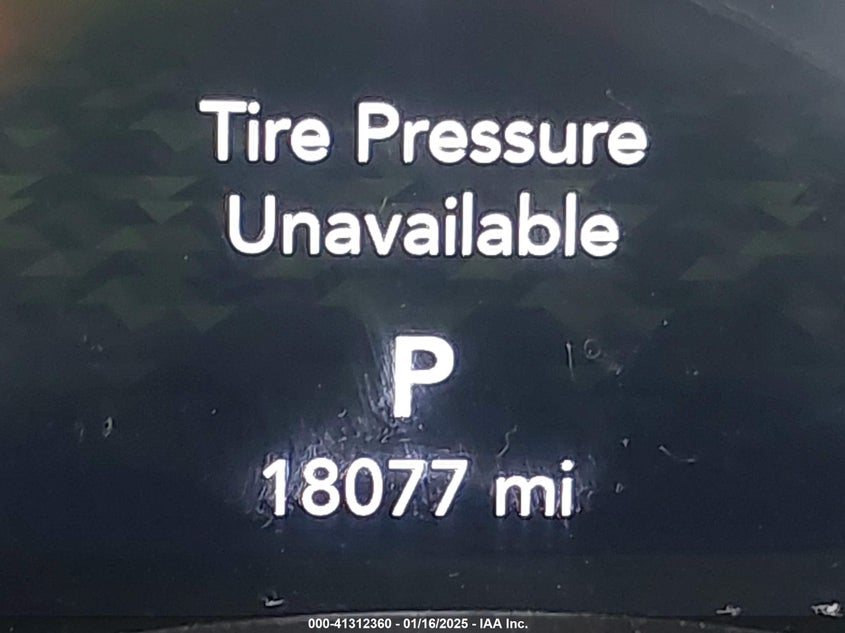 Tire Pressure
Unavailable
P
18077 mi
000-41312360 - 01/16/2025 - IAA Inc.